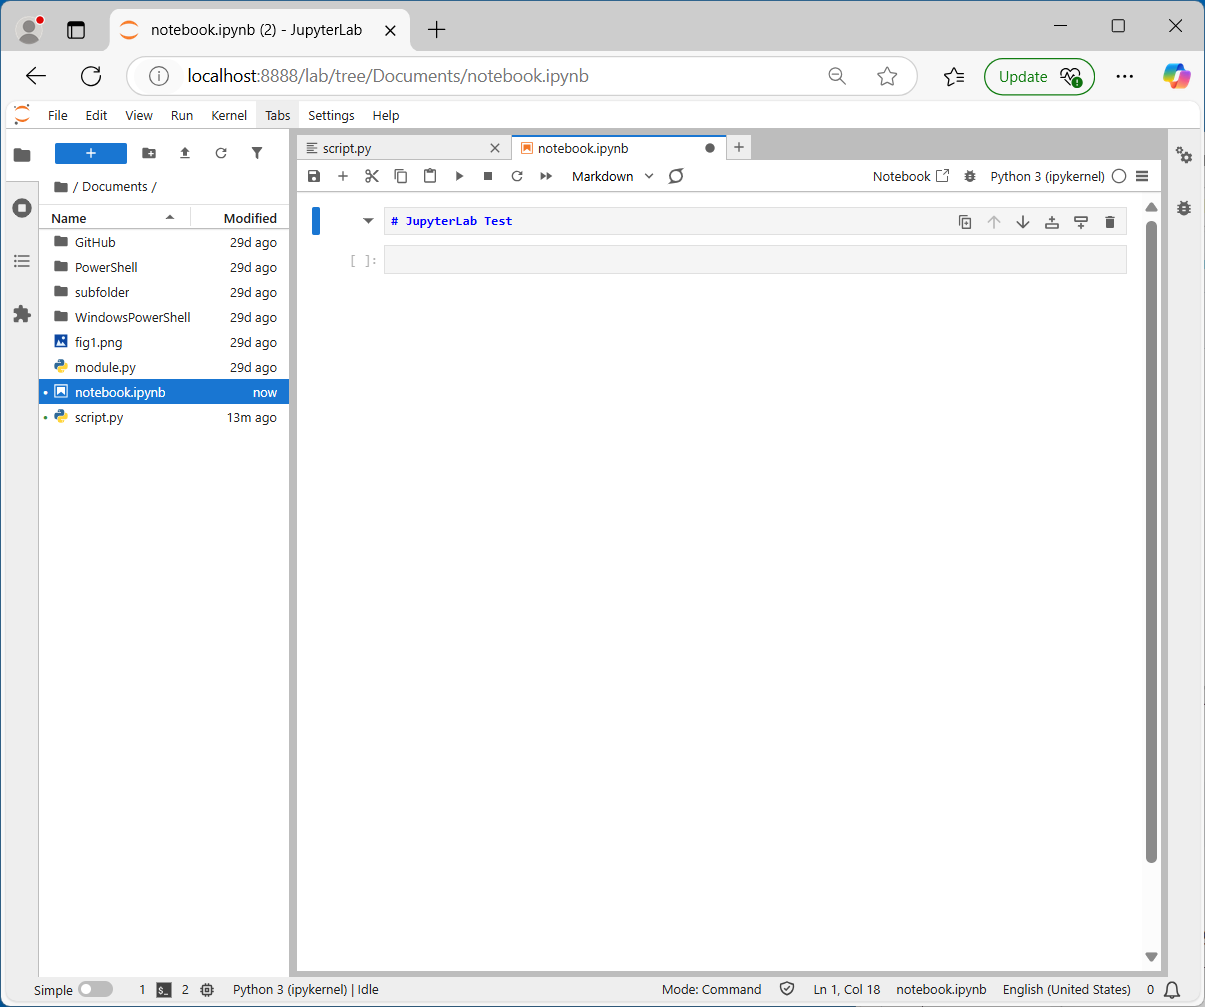 notebook.ipynb (2) - JupyterLab
localhost:8888/lab/tree/Documents/notebook.ipynb
Update
File Edit View Run Kernel Tabs Settings Help
script.py notebook.ipynb
Markdown Notebook Python 3 (ipykernel)
/ Documents /
Name Modified
GitHub 29d ago
PowerShell 29d ago
subfolder 29d ago
WindowsPowerShell 29d ago
fig1.png 29d ago
module.py 29d ago
notebook.ipynb now
script.py 13m ago
# JupyterLab Test
[ ]:
Simple 1 2 Python 3 (ipykernel) | Idle Mode: Command Ln 1, Col 18 notebook.ipynb English (United States) 0